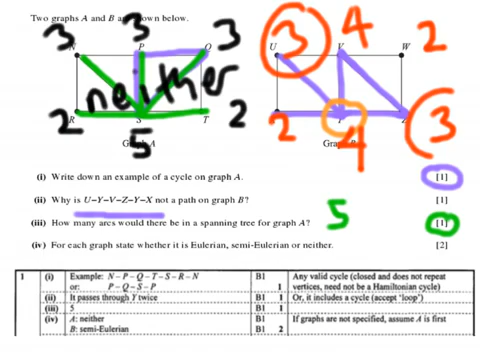 Two graphs A and B are shown below.
3 3 3 3 4 2
N P Q U V W
neither
2 2 2 4 3
R S T
5
Graph A Graph B
(i) Write down an example of a cycle on graph A. [1]
(ii) Why is U–Y–V–Z–Y–X not a path on graph B? [1]
(iii) How many arcs would there be in a spanning tree for graph A? 5 [1]
(iv) For each graph state whether it is Eulerian, semi-Eulerian or neither. [2]
1 (i) Example: N – P – Q – T – S – R – N B1 Any valid cycle (closed and does not repeat
or: P – Q – S – P 1 vertices, need not be a Hamiltonian cycle)
(ii) It passes through Y twice B1 1 Or, it includes a cycle (accept ‘loop’)
(iii) 5 B1 1
(iv) A: neither B1 If graphs are not specified, assume A is first
B: semi-Eulerian B1 2